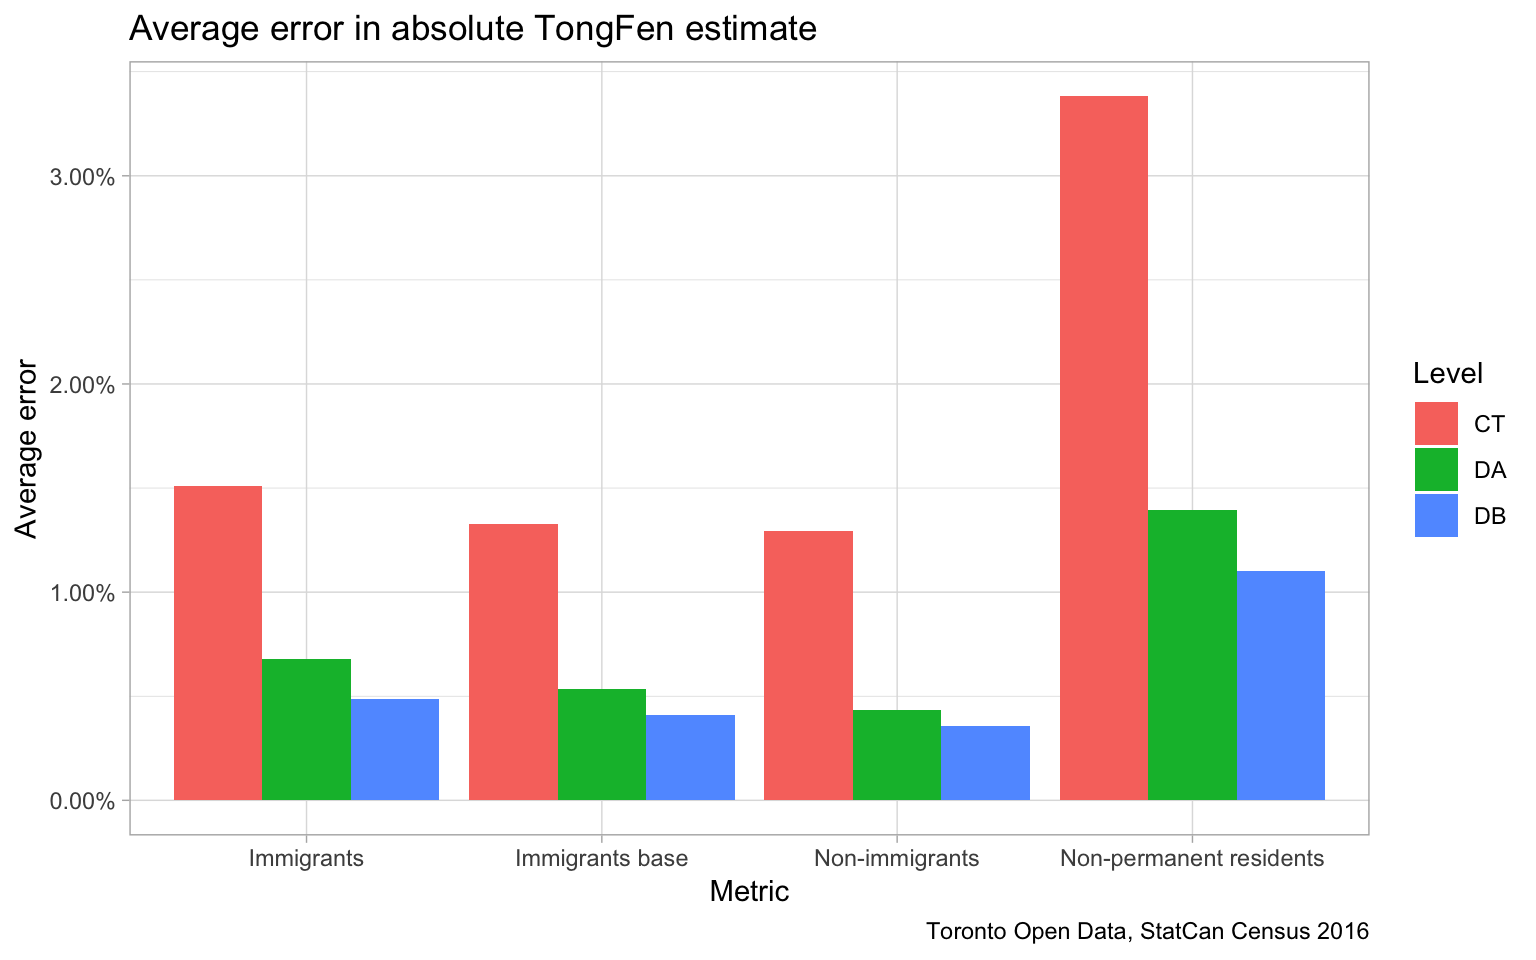 Average error in absolute TongFen estimate
Average error
3.00%
2.00%
1.00%
0.00%
Immigrants
Immigrants base
Non-immigrants
Non-permanent residents
Metric
Level
CT
DA
DB
Toronto Open Data, StatCan Census 2016